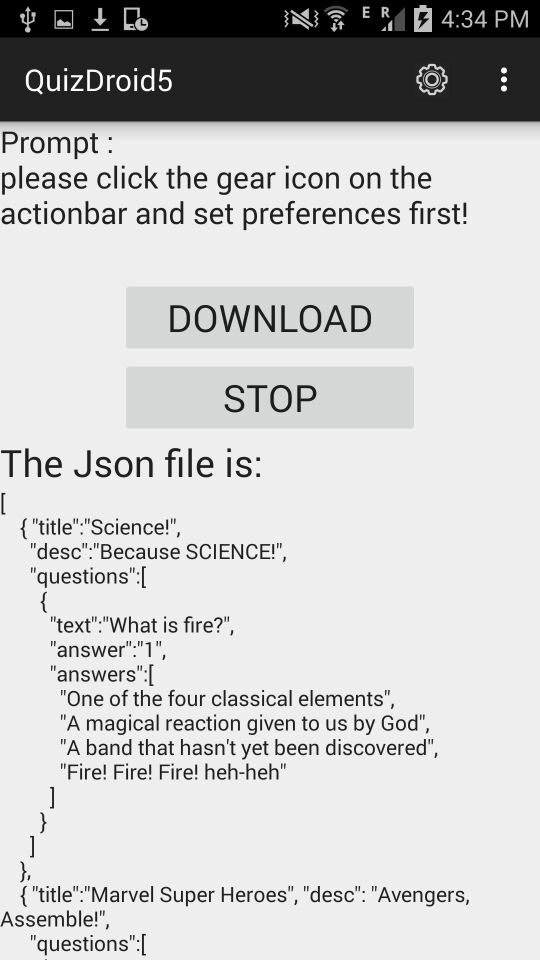 E R 4:34 PM
QuizDroid5
Prompt :
please click the gear icon on the
actionbar and set preferences first!
DOWNLOAD
STOP
The Json file is:
[
{ "title":"Science!",
"desc":"Because SCIENCE!",
"questions":[
{
"text":"What is fire?",
"answer":"1",
"answers":[
"One of the four classical elements",
"A magical reaction given to us by God",
"A band that hasn't yet been discovered",
"Fire! Fire! Fire! heh-heh"
]
}
]
},
{ "title":"Marvel Super Heroes", "desc": "Avengers,
Assemble!",
"questions":[